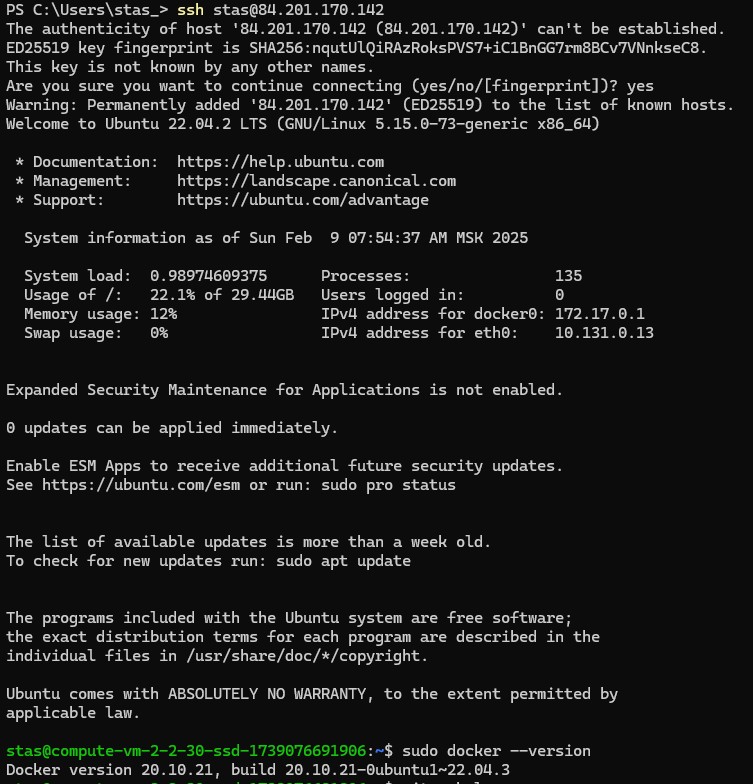 PS C:\Users\stas_> ssh stas@84.201.170.142
The authenticity of host '84.201.170.142 (84.201.170.142)' can't be established.
ED25519 key fingerprint is SHA256:nqutUlQiRAzRoksPVS7+iC1BnGG7rm8BCv7VNnkseC8.
This key is not known by any other names.
Are you sure you want to continue connecting (yes/no/[fingerprint])? yes
Warning: Permanently added '84.201.170.142' (ED25519) to the list of known hosts.
Welcome to Ubuntu 22.04.2 LTS (GNU/Linux 5.15.0-73-generic x86_64)
* Documentation:  https://help.ubuntu.com
* Management:     https://landscape.canonical.com
* Support:        https://ubuntu.com/advantage
System information as of Sun Feb  9 07:54:37 AM MSK 2025
System load:  0.98974609375      Processes:                135
Usage of /:   22.1% of 29.44GB   Users logged in:          0
Memory usage: 12%                IPv4 address for docker0: 172.17.0.1
Swap usage:   0%                 IPv4 address for eth0:    10.131.0.13
Expanded Security Maintenance for Applications is not enabled.
0 updates can be applied immediately.
Enable ESM Apps to receive additional future security updates.
See https://ubuntu.com/esm or run: sudo pro status
The list of available updates is more than a week old.
To check for new updates run: sudo apt update
The programs included with the Ubuntu system are free software;
the exact distribution terms for each program are described in the
individual files in /usr/share/doc/*/copyright.
Ubuntu comes with ABSOLUTELY NO WARRANTY, to the extent permitted by
applicable law.
stas@compute-vm-2-2-30-ssd-1739076691906:~$ sudo docker --version
Docker version 20.10.21, build 20.10.21-0ubuntu1~22.04.3